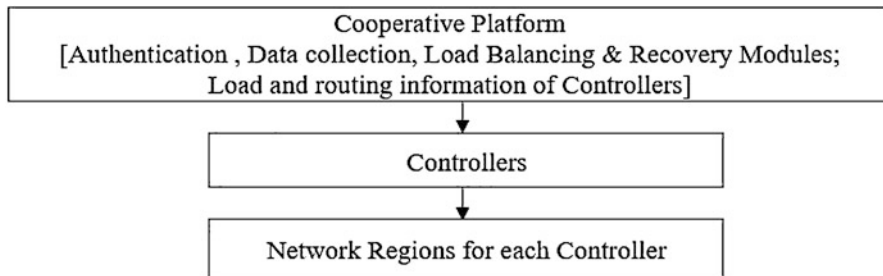 Cooperative Platform
[Authentication , Data collection, Load Balancing & Recovery Modules;
Load and routing information of Controllers]
Controllers
Network Regions for each Controller